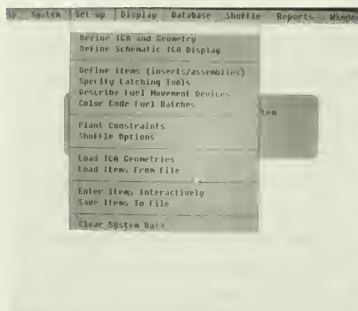 System Set-up Display Database Shuffle Reports Window
Define ICA and Geometry
Define Schematic ICA Display
Define Items (inserts/assemblies)
Specify Latching Tools
Describe Fuel Movement Devices
Color Code Fuel Batches
Plant Constraints
Shuffle Options
Load ICA Geometries
Load Items From File
Enter Items Interactively
Save Items To File
Clear System Data